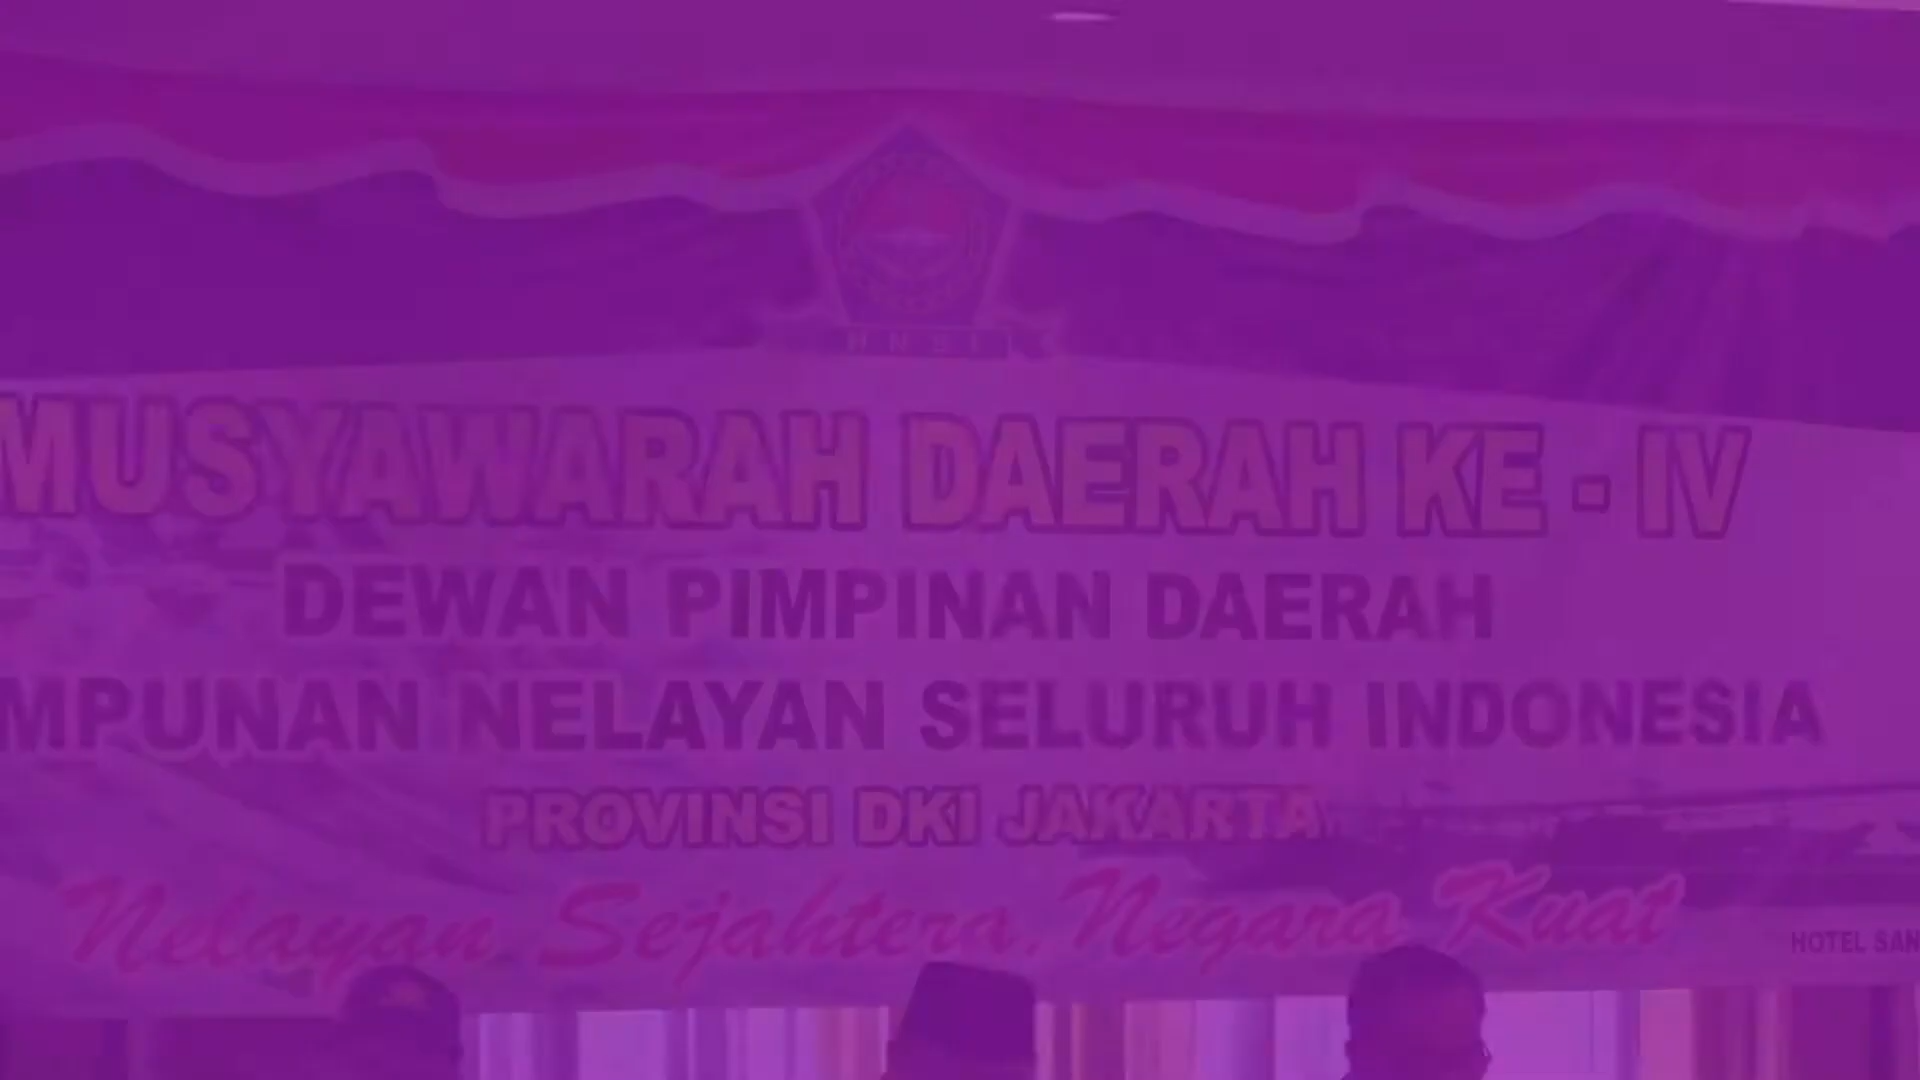 HNSI
MUSYAWARAH DAERAH KE - IV
DEWAN PIMPINAN DAERAH
MPUNAN NELAYAN SELURUH INDONESIA
PROVINSI DKI JAKARTA
Nelayan Sejahtera, Negara Kuat
HOTEL SAN